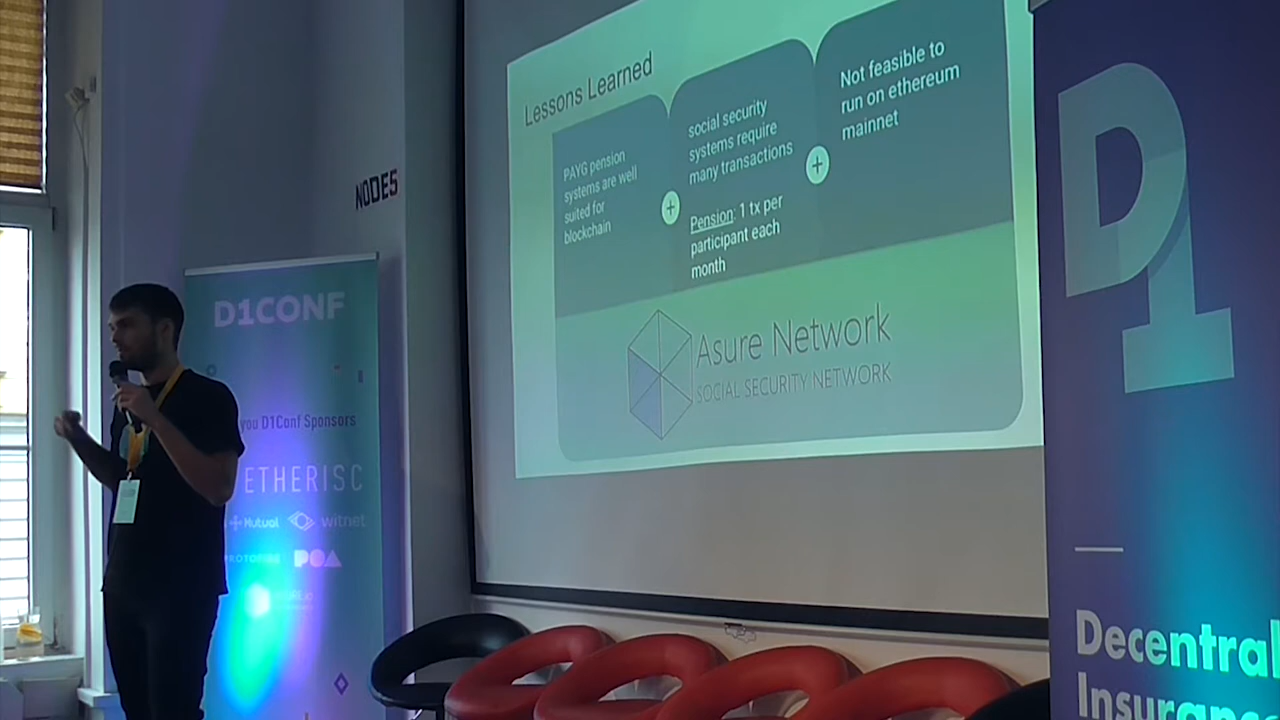 Lessons Learned
PAYG pension
systems are well
suited for
blockchain
+
social security
systems require
many transactions
Pension: 1 tx per
participant each
month
+
Not feasible to
run on ethereum
mainnet
Asure Network
SOCIAL SECURITY NETWORK
NODE5
D1CONF
you D1Conf Sponsors
ETHERISC
Mutual
witnet
POA
D1
Decentral
Insuranc